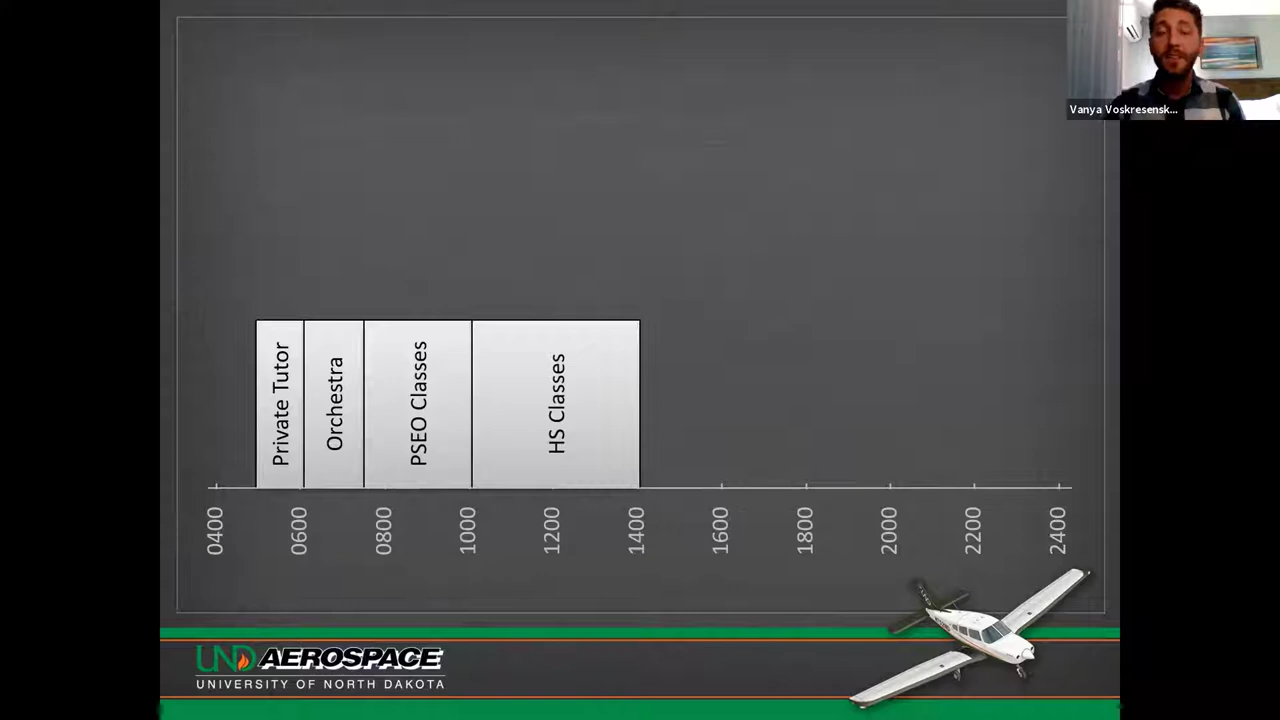 Vanya Voskresensk...
Private Tutor
Orchestra
PSEO Classes
HS Classes
0400
0600
0800
1000
1200
1400
1600
1800
2000
2200
2400
UND AEROSPACE
UNIVERSITY OF NORTH DAKOTA